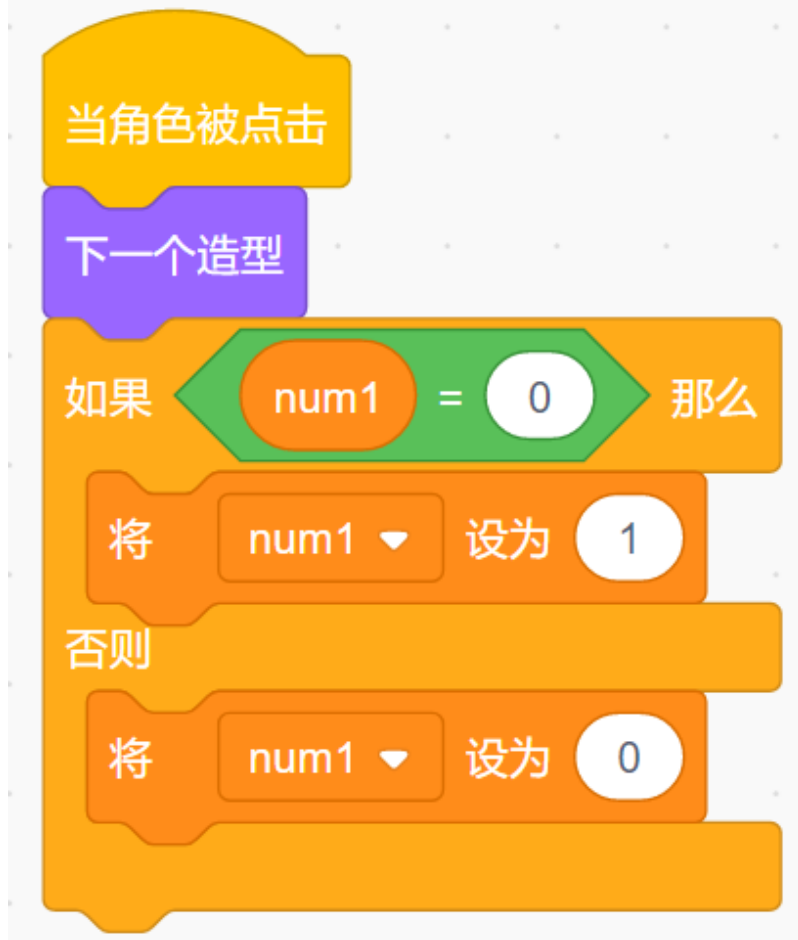 当角色被点击
下一个造型
如果 num1 = 0 那么
将 num1 设为 1
否则
将 num1 设为 0